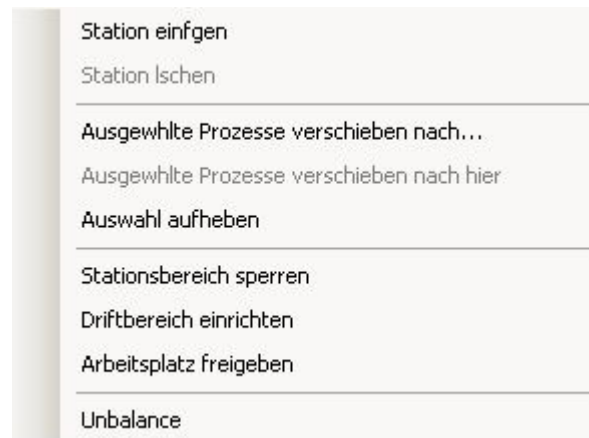 Station einfgen
Station lschen
Ausgewhlte Prozesse verschieben nach...
Ausgewhlte Prozesse verschieben nach hier
Auswahl aufheben
Stationsbereich sperren
Driftbereich einrichten
Arbeitsplatz freigeben
Unbalance